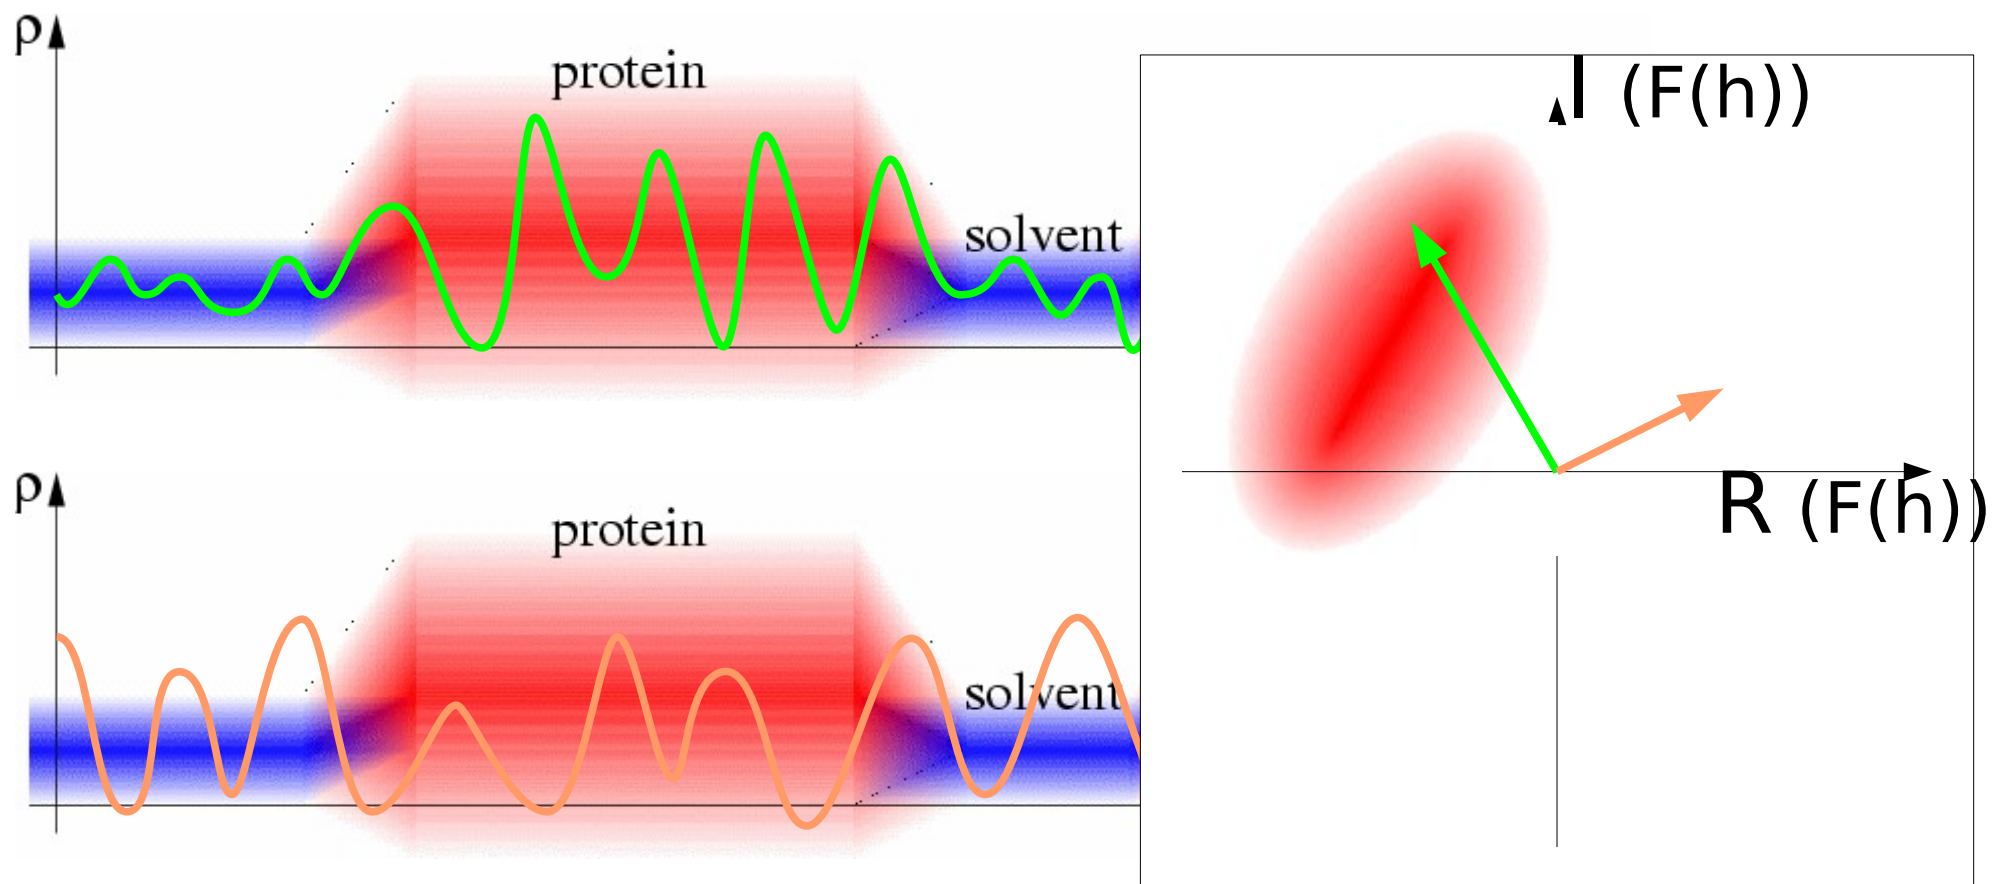 ρ
protein
solvent
I (F(h))
R (F(h))
ρ
protein
solvent